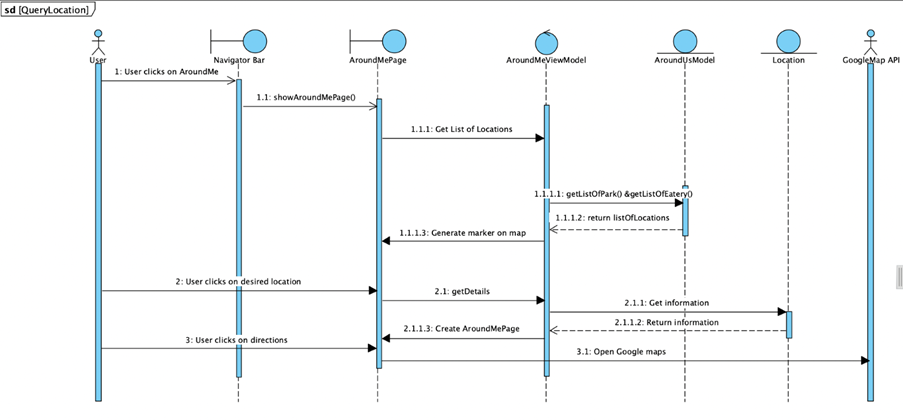 sd [QueryLocation]
User
Navigator Bar
AroundMePage
AroundMeViewModel
AroundUsModel
Location
GoogleMap API
1: User clicks on AroundMe
1.1: showAroundMePage()
1.1.1: Get List of Locations
1.1.1.1: getListOfPark() &getListOfEatery()
1.1.1.2: return listOfLocations
1.1.1.3: Generate marker on map
2: User clicks on desired location
2.1: getDetails
2.1.1: Get information
2.1.1.2: Return information
2.1.1.3: Create AroundMePage
3: User clicks on directions
3.1: Open Google maps